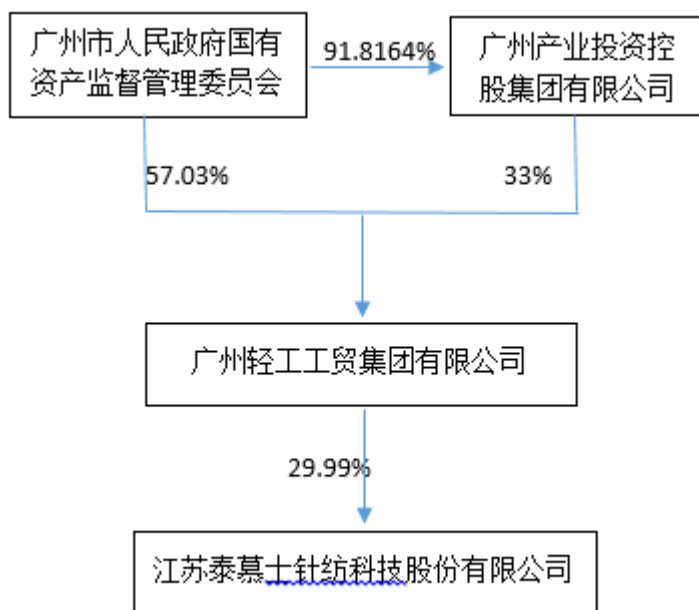 广州市人民政府国有
资产监督管理委员会
91.8164%
广州产业投资控
股集团有限公司
57.03%
33%
广州轻工工贸集团有限公司
29.99%
江苏泰慕士针纺科技股份有限公司